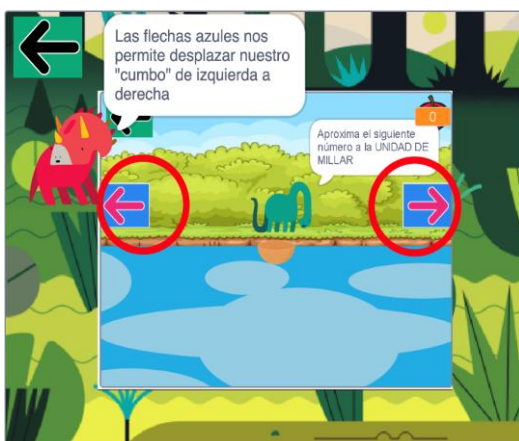 Las flechas azules nos
permite desplazar nuestro
"cumbo" de izquierda a
derecha
0
Aproxima el siguiente
número a la UNIDAD DE
MILLAR